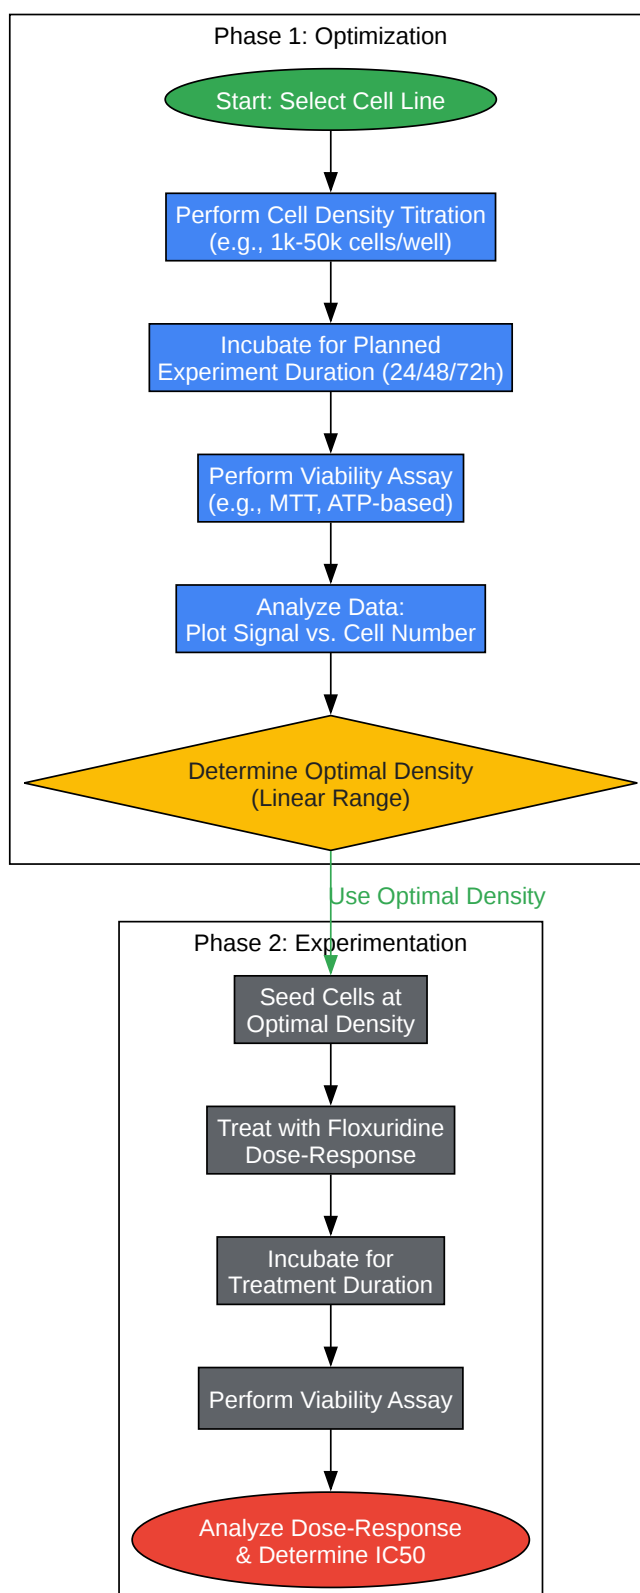 Phase 1: Optimization
Start: Select Cell Line
Perform Cell Density Titration
(e.g., 1k-50k cells/well)
Incubate for Planned
Experiment Duration (24/48/72h)
Perform Viability Assay
(e.g., MTT, ATP-based)
Analyze Data:
Plot Signal vs. Cell Number
Determine Optimal Density
(Linear Range)
Use Optimal Density
Phase 2: Experimentation
Seed Cells at
Optimal Density
Treat with Floxuridine
Dose-Response
Incubate for
Treatment Duration
Perform Viability Assay
Analyze Dose-Response
& Determine IC50